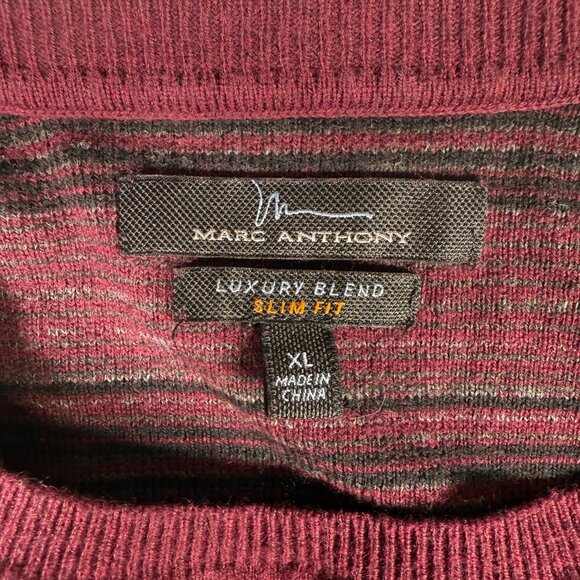 MARC ANTHONY
LUXURY BLEND
SLIM FIT
XL
MADE IN
CHINA